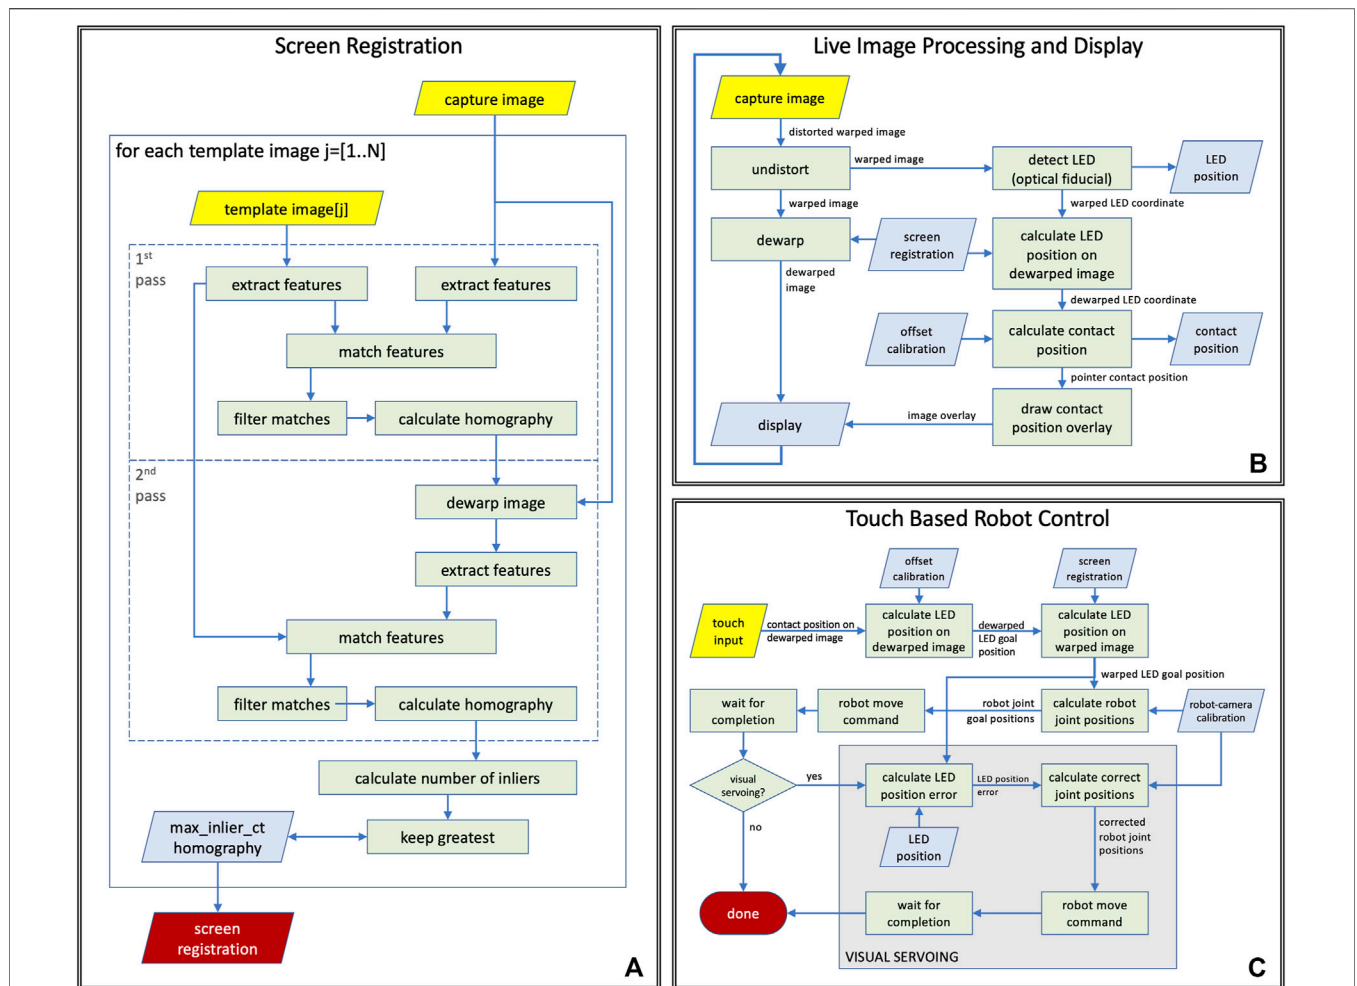 Screen Registration
capture image
for each template image j=[1..N]
template image[j]
1st
pass
extract features
extract features
match features
filter matches
calculate homography
2nd
pass
dewarp image
extract features
match features
filter matches
calculate homography
calculate number of inliers
max_inlier_ct
homography
keep greatest
screen
registration
A
Live Image Processing and Display
capture image
distorted warped image
undistort
warped image
detect LED
(optical fiducial)
LED
position
warped image
warped LED coordinate
dewarp
screen
registration
calculate LED
position on
dewarped image
dewarped
image
dewarped LED coordinate
offset
calibration
calculate contact
position
contact
position
pointer contact position
display
image overlay
draw contact
position overlay
B
Touch Based Robot Control
offset
calibration
screen
registration
touch
input
contact position on
dewarped image
calculate LED
position on
dewarped image
dewarped
LED goal
position
calculate LED
position on
warped image
warped LED goal position
wait for
completion
robot move
command
robot joint
goal positions
calculate robot
joint positions
robot-camera
calibration
visual
servoing?
yes
calculate LED
position error
LED position
error
calculate correct
joint positions
no
LED
position
corrected
robot joint
positions
done
wait for
completion
robot move
command
VISUAL SERVOING
C